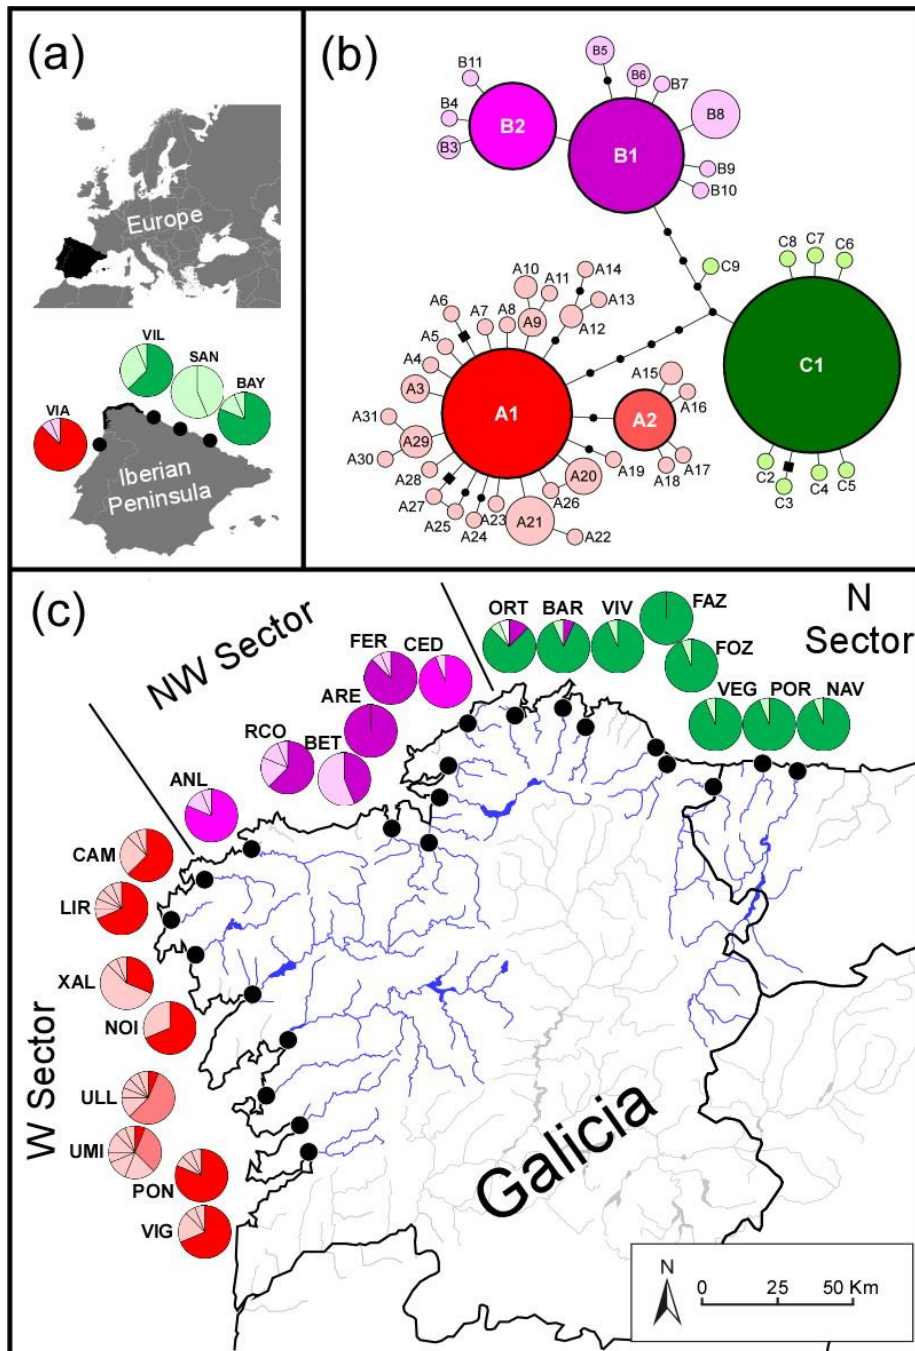 (a)
Europe
VIL
SAN
BAY
VIA
Iberian
Peninsula
(b)
B11
B4
B3
B2
B5
B6
B7
B8
B1
B9
B10
C9
C8
C7
C6
C1
C2
C3
C4
C5
A14
A13
A12
A10
A11
A9
A8
A7
A6
A5
A4
A3
A1
A2
A15
A16
A17
A18
A19
A20
A26
A21
A22
A23
A24
A25
A27
A28
A29
A30
A31
(c)
NW Sector
N
Sector
W Sector
ORT
BAR
VIV
FAZ
FOZ
VEG
POR
NAV
FER
CED
ARE
RCO
BET
ANL
CAM
LIR
XAL
NOI
ULL
UMI
PON
VIG
Galicia
N
0 25 50 Km